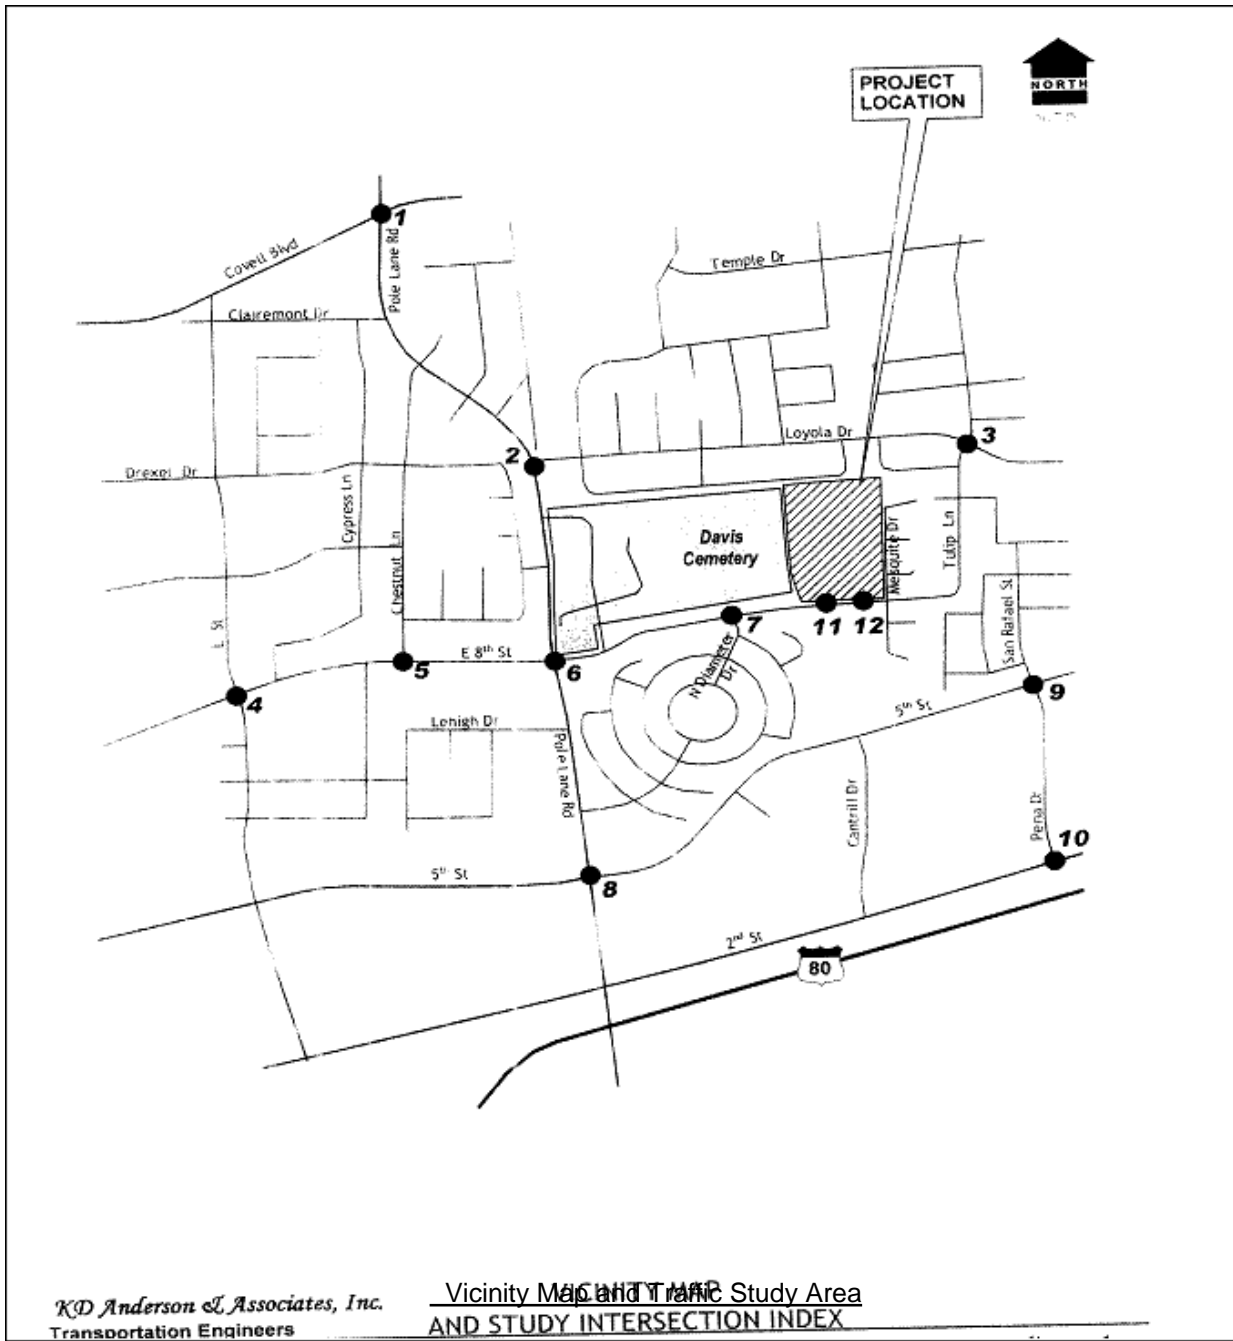 PROJECT
LOCATION
NORTH
1
Covell Blvd
Pole Lane Rd
Temple Dr
Clairemont Dr
Loyola Dr
3
2
Drexel Dr
Cypress Ln
Chestnut Ln
Davis
Cemetery
Mesquite Dr
Tulip Ln
San Rafael St
L St
E 8th St
5
6
7
11
12
N Diameter
Dr
4
9
5th St
Lehigh Dr
Pole Lane Rd
Cantrill Dr
Pena Dr
10
5th St
8
2nd St
80
KD Anderson & Associates, Inc.
Transportation Engineers
Vicinity Map and Traffic Study Area
VICINITY MAP
AND STUDY INTERSECTION INDEX